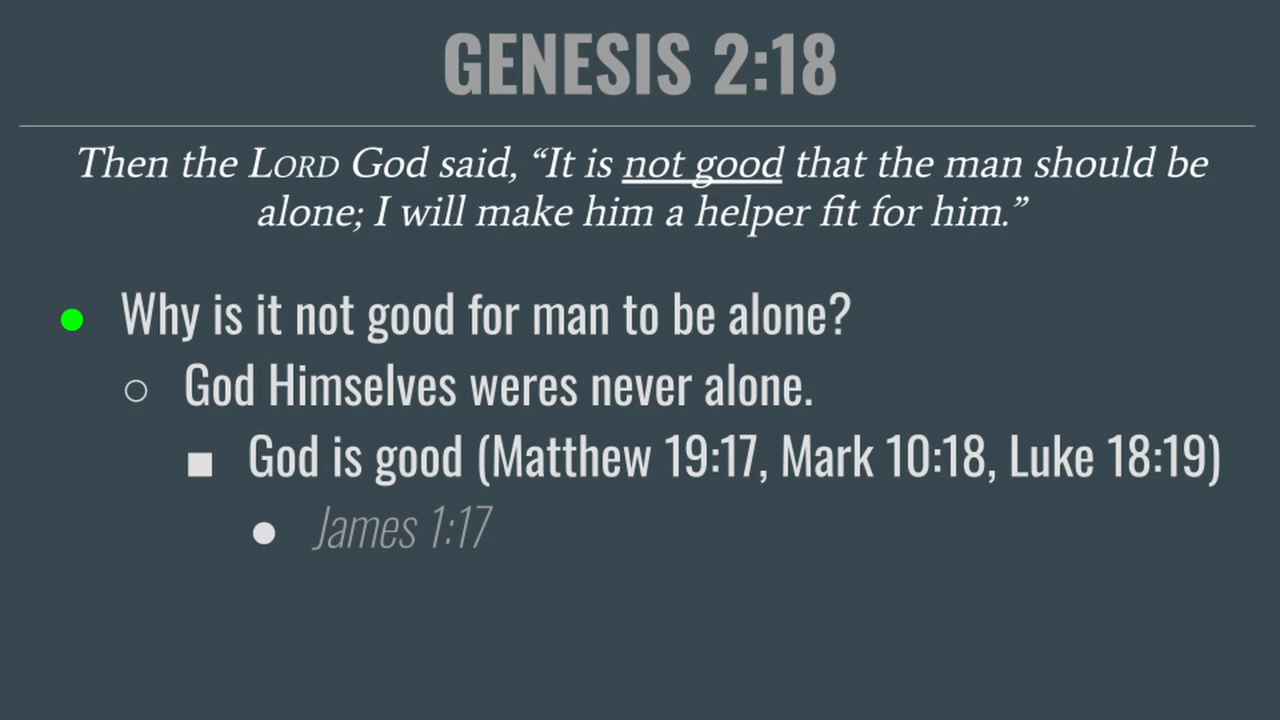 GENESIS 2:18
Then the LORD God said, “It is not good that the man should be
alone; I will make him a helper fit for him.”
Why is it not good for man to be alone?
God Himselves weres never alone.
God is good (Matthew 19:17, Mark 10:18, Luke 18:19)
James 1:17